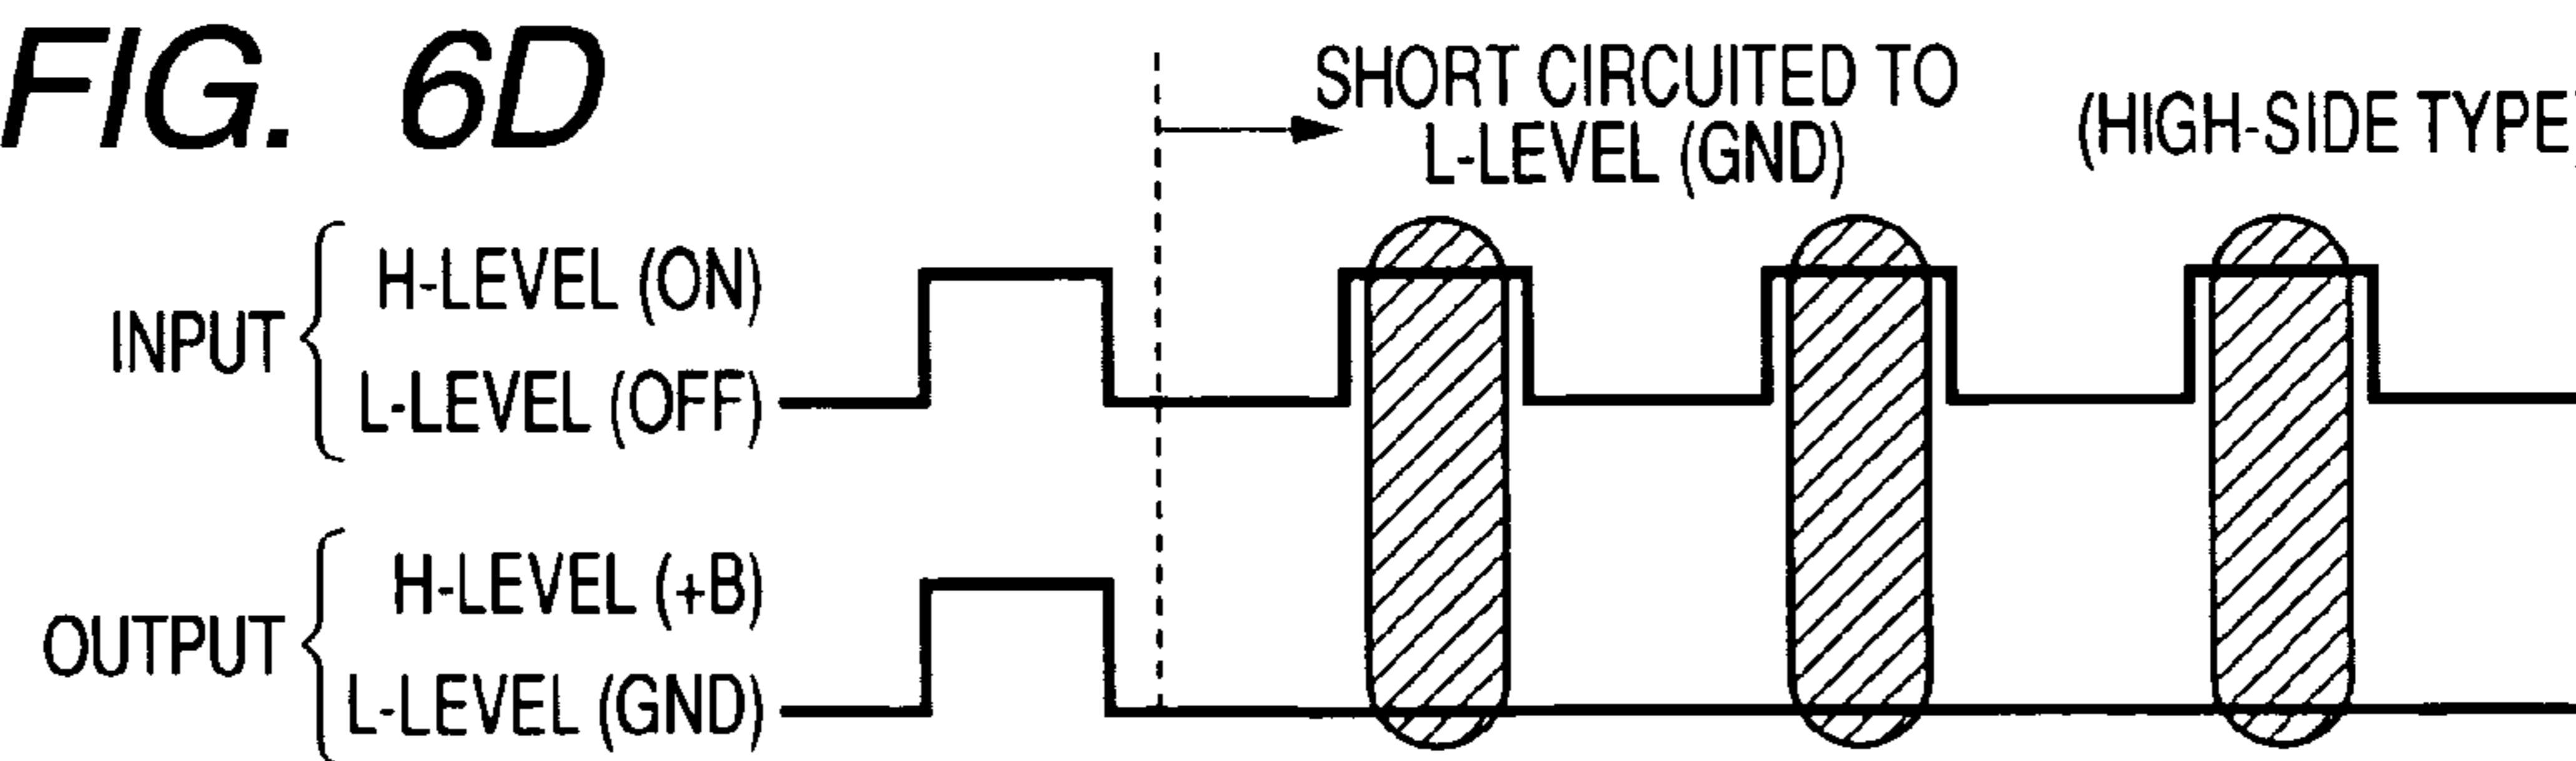 FIG. 6D
SHORT CIRCUITED TO
L-LEVEL (GND)
(HIGH-SIDE TYPE)
INPUT
H-LEVEL (ON)
L-LEVEL (OFF)
OUTPUT
H-LEVEL (+B)
L-LEVEL (GND)